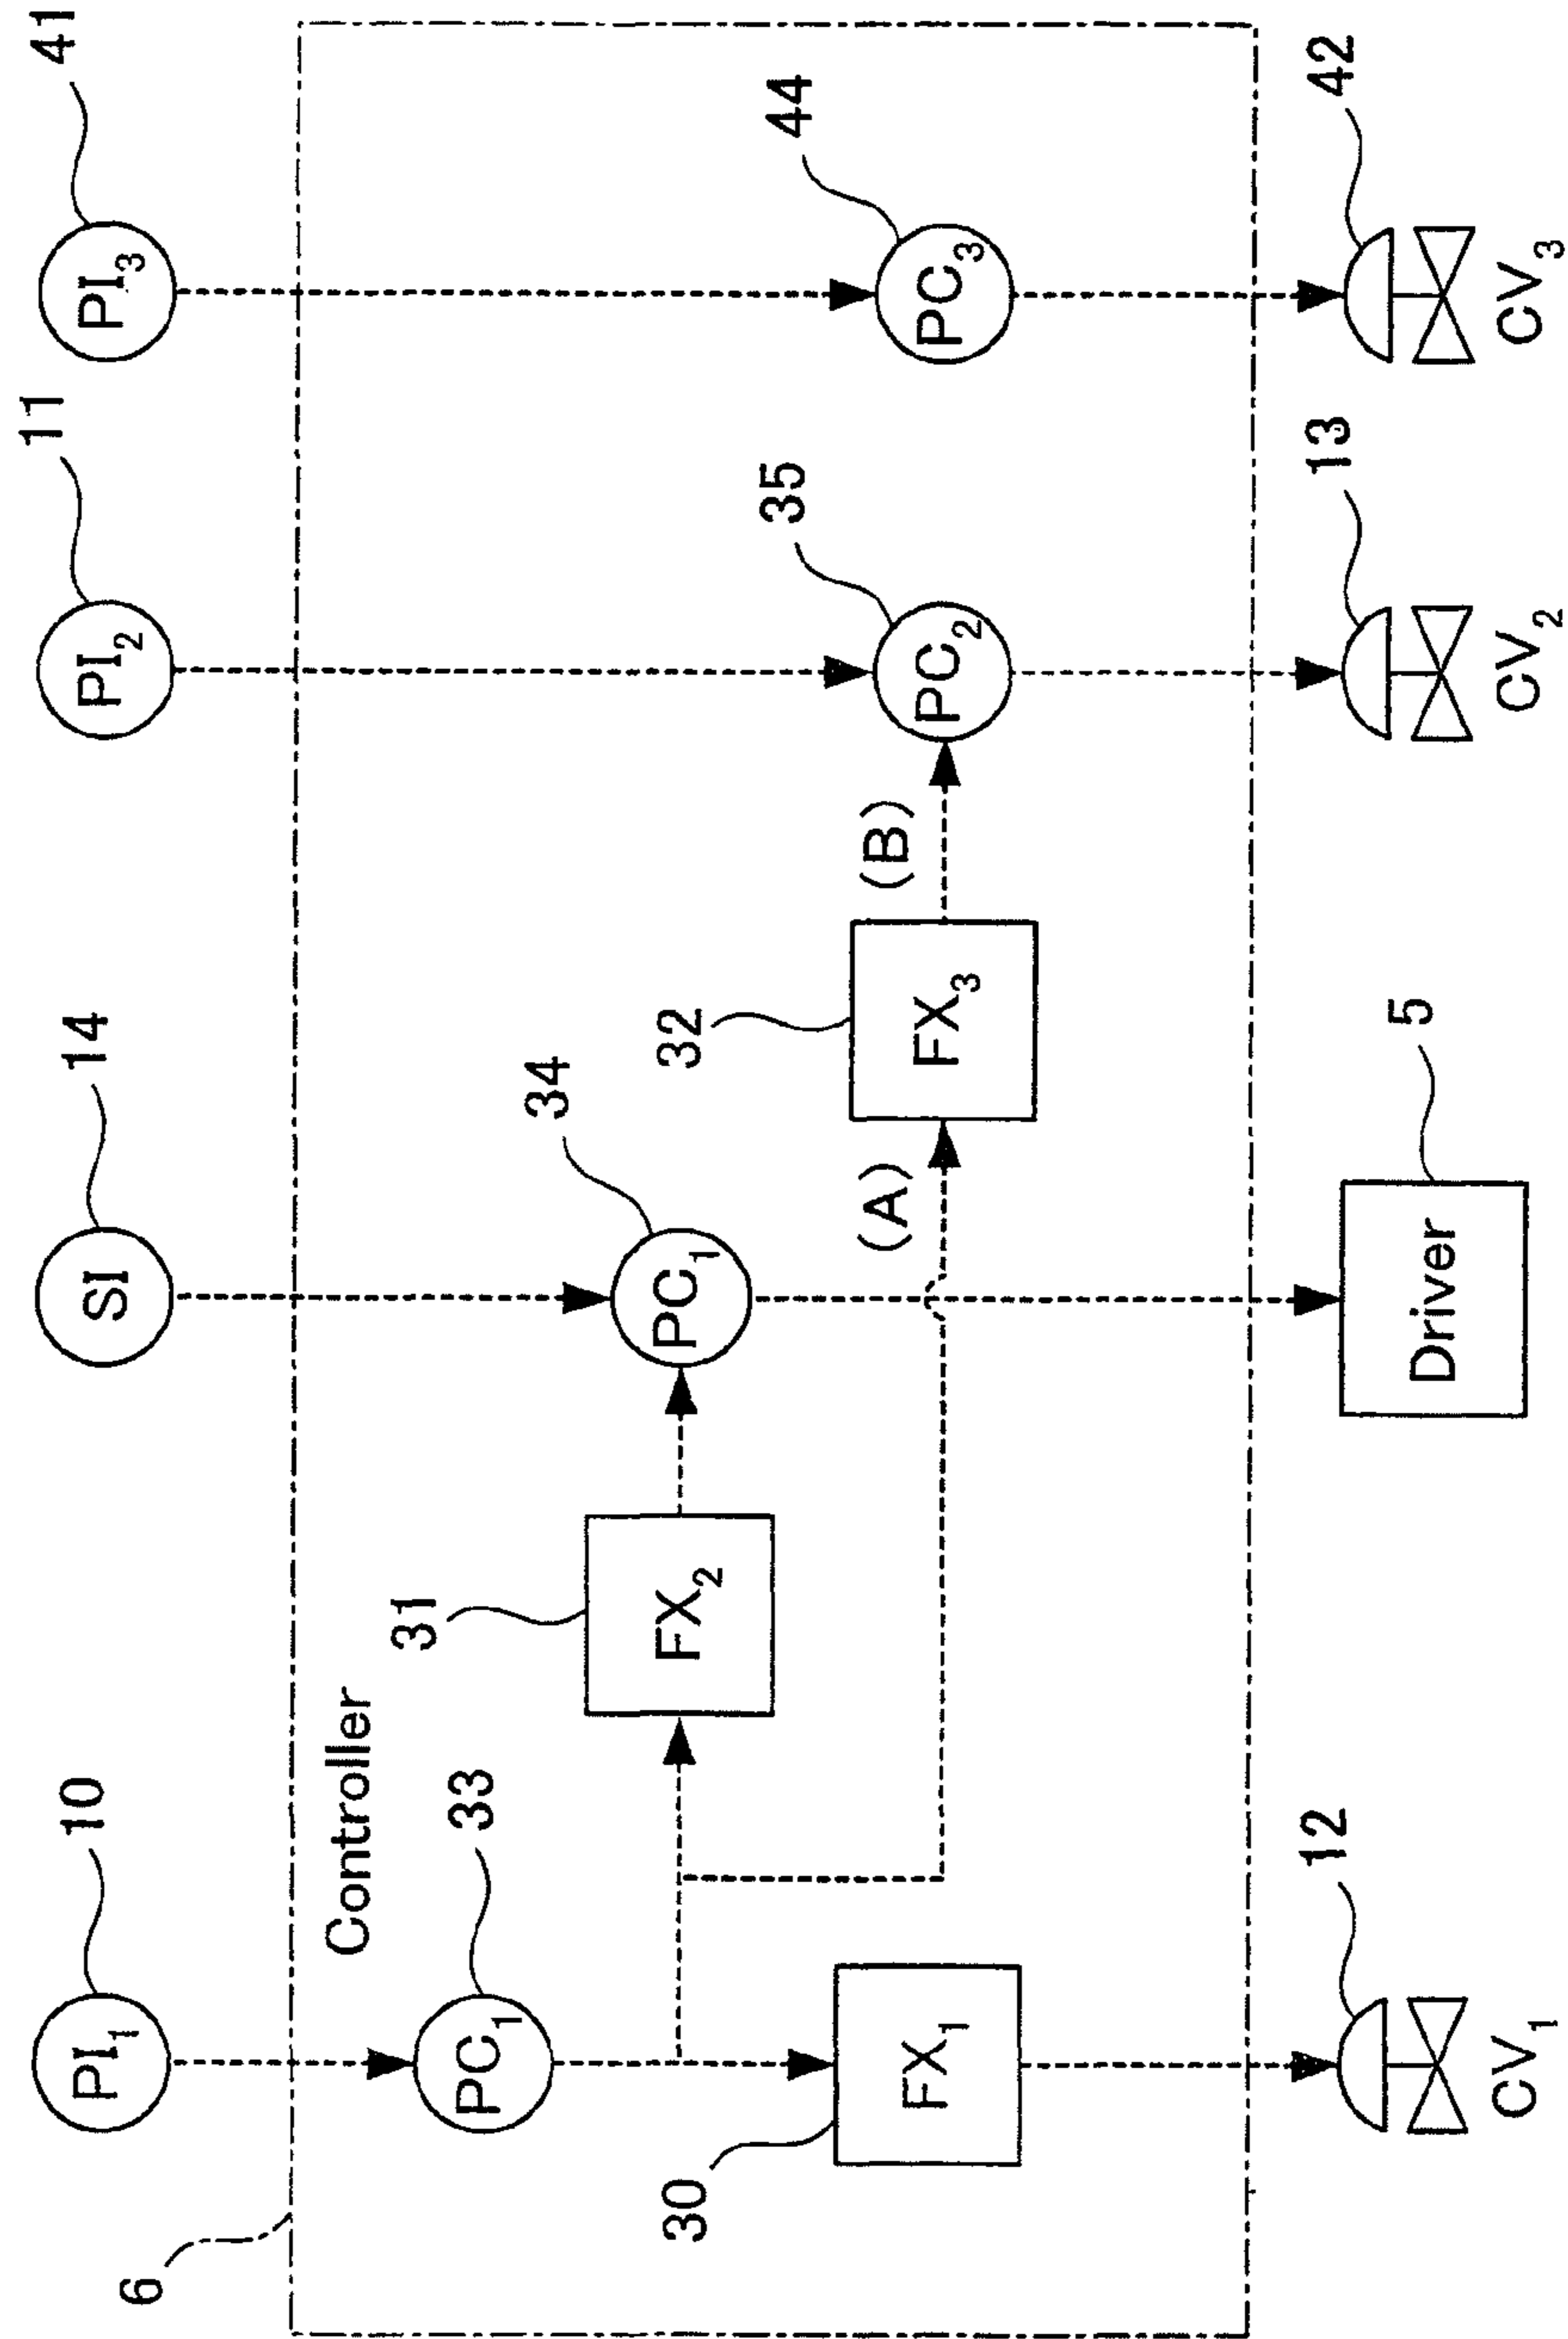 6
10
14
11
41
PI₁
SI
PI₂
PI₃
Controller
33
31
34
PC₁
30
FX₂
PC₁
32
35
44
FX₁
(A)
FX₃
(B)
PC₂
PC₃
12
5
13
42
Driver
CV₁
CV₂
CV₃